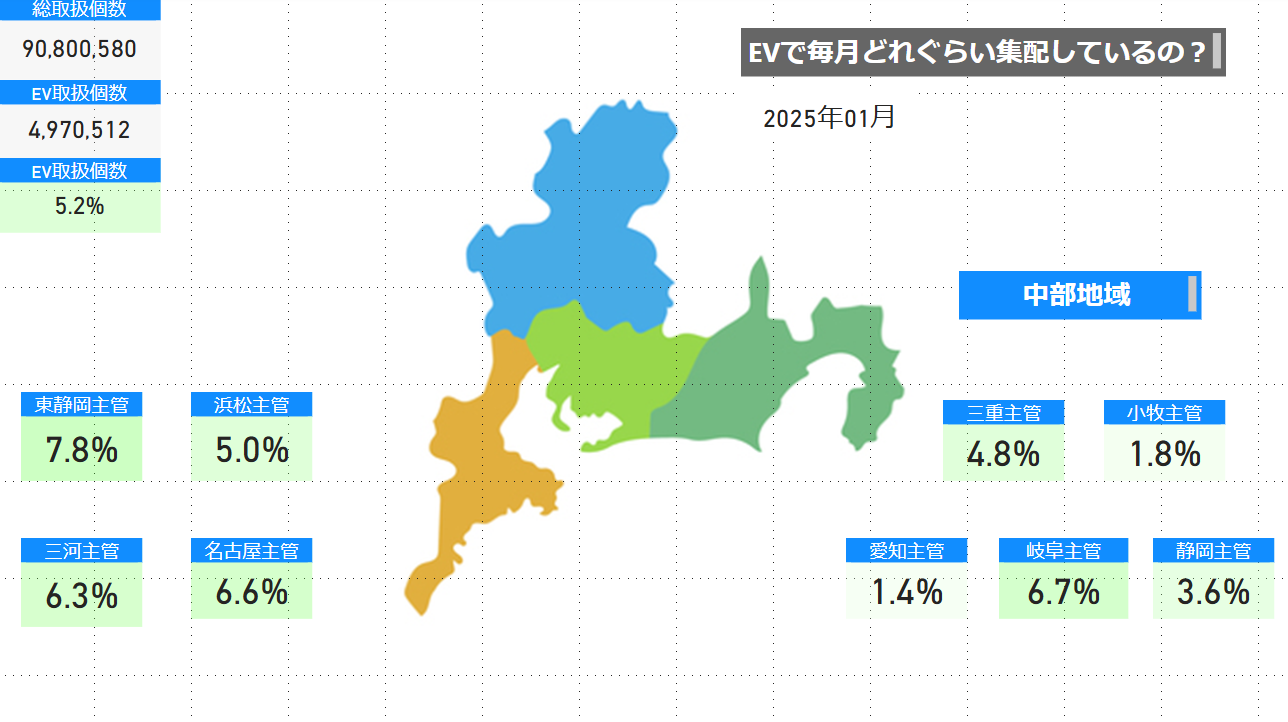 総取扱個数
90,800,580
EV取扱個数
4,970,512
EV取扱個数
5.2%
EVで毎月どれぐらい集配しているの？
2025年01月
中部地域
東静岡主管
7.8%
浜松主管
5.0%
三重主管
4.8%
小牧主管
1.8%
三河主管
6.3%
名古屋主管
6.6%
愛知主管
1.4%
岐阜主管
6.7%
静岡主管
3.6%